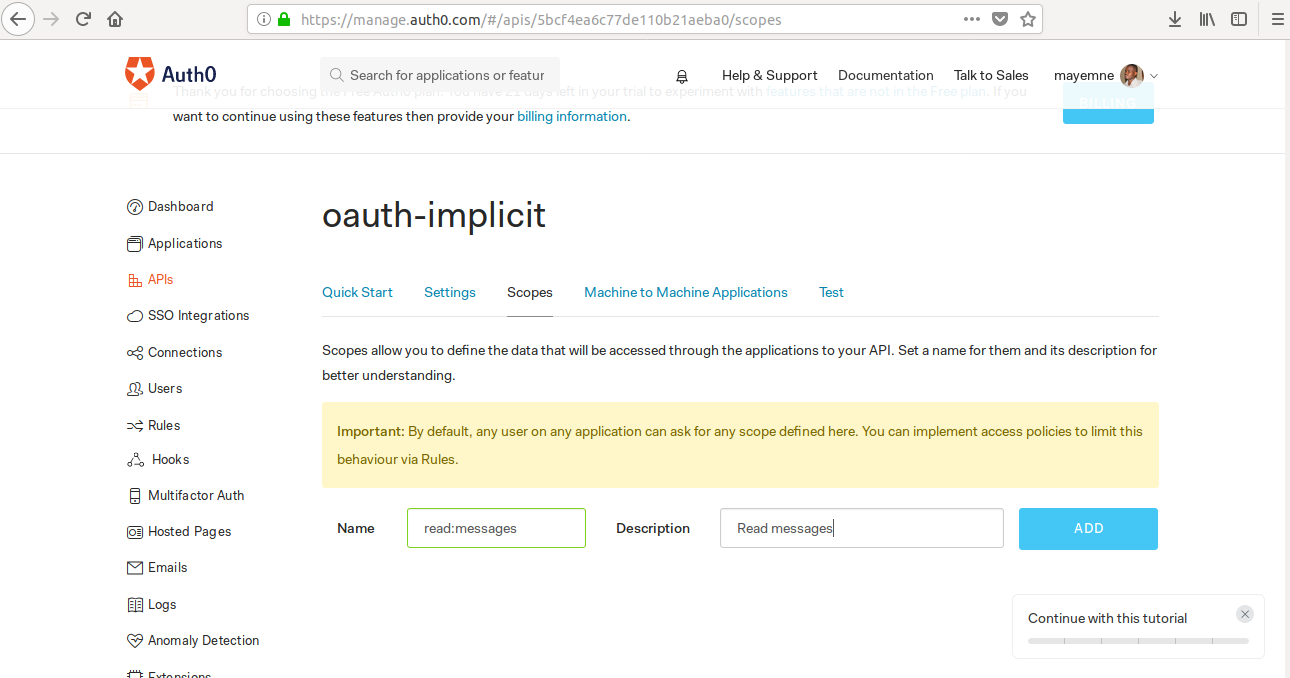 https://manage.auth0.com/#/apis/5bcf4ea6c77de110b21aeba0/scopes
Auth0
Search for applications or featur
Help & Support
Documentation
Talk to Sales
mayemne
Thank you for choosing the Free Auth0 plan. You have 21 days left in your trial to experiment with features that are not in the Free plan. If you
want to continue using these features then provide your billing information.
BILLING
Dashboard
Applications
APIs
SSO Integrations
Connections
Users
Rules
Hooks
Multifactor Auth
Hosted Pages
Emails
Logs
Anomaly Detection
Extensions
oauth-implicit
Quick Start
Settings
Scopes
Machine to Machine Applications
Test
Scopes allow you to define the data that will be accessed through the applications to your API. Set a name for them and its description for
better understanding.
Important: By default, any user on any application can ask for any scope defined here. You can implement access policies to limit this
behaviour via Rules.
Name
read:messages
Description
Read messages
ADD
Continue with this tutorial